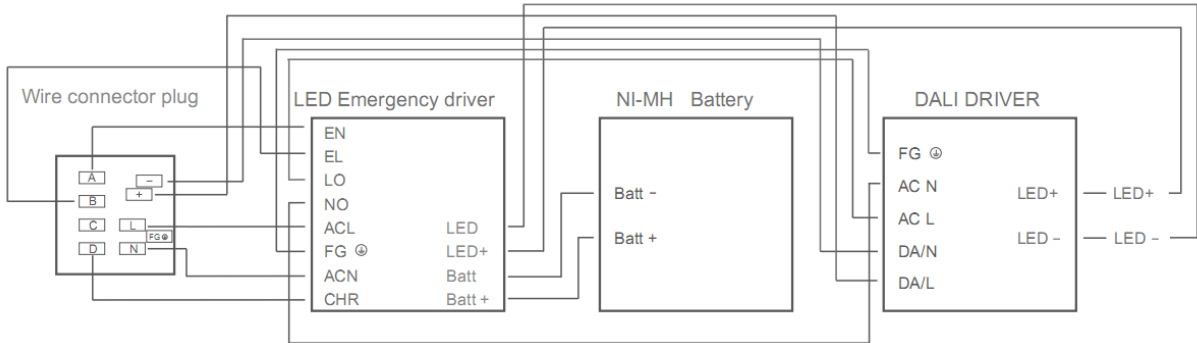 Wire connector plug
A
B
C
D
−
+
L
FG ⏚
N
LED Emergency driver
EN
EL
LO
NO
ACL
FG ⏚
ACN
CHR
LED
LED+
Batt
Batt +
NI-MH Battery
Batt −
Batt +
DALI DRIVER
FG ⏚
AC N
AC L
DA/N
DA/L
LED+
LED −
LED+
LED −